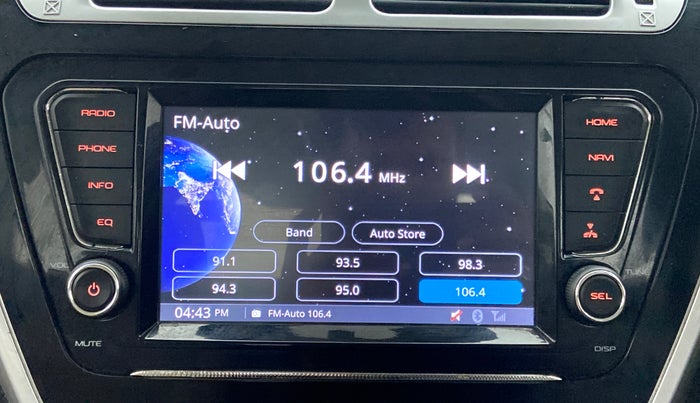 RADIO
PHONE
INFO
EQ
VOL
MUTE
FM-Auto
106.4 MHz
Band
Auto Store
91.1
93.5
98.3
94.3
95.0
106.4
04:43 PM
FM-Auto 106.4
HOME
NAVI
TUNE
SEL
DISP